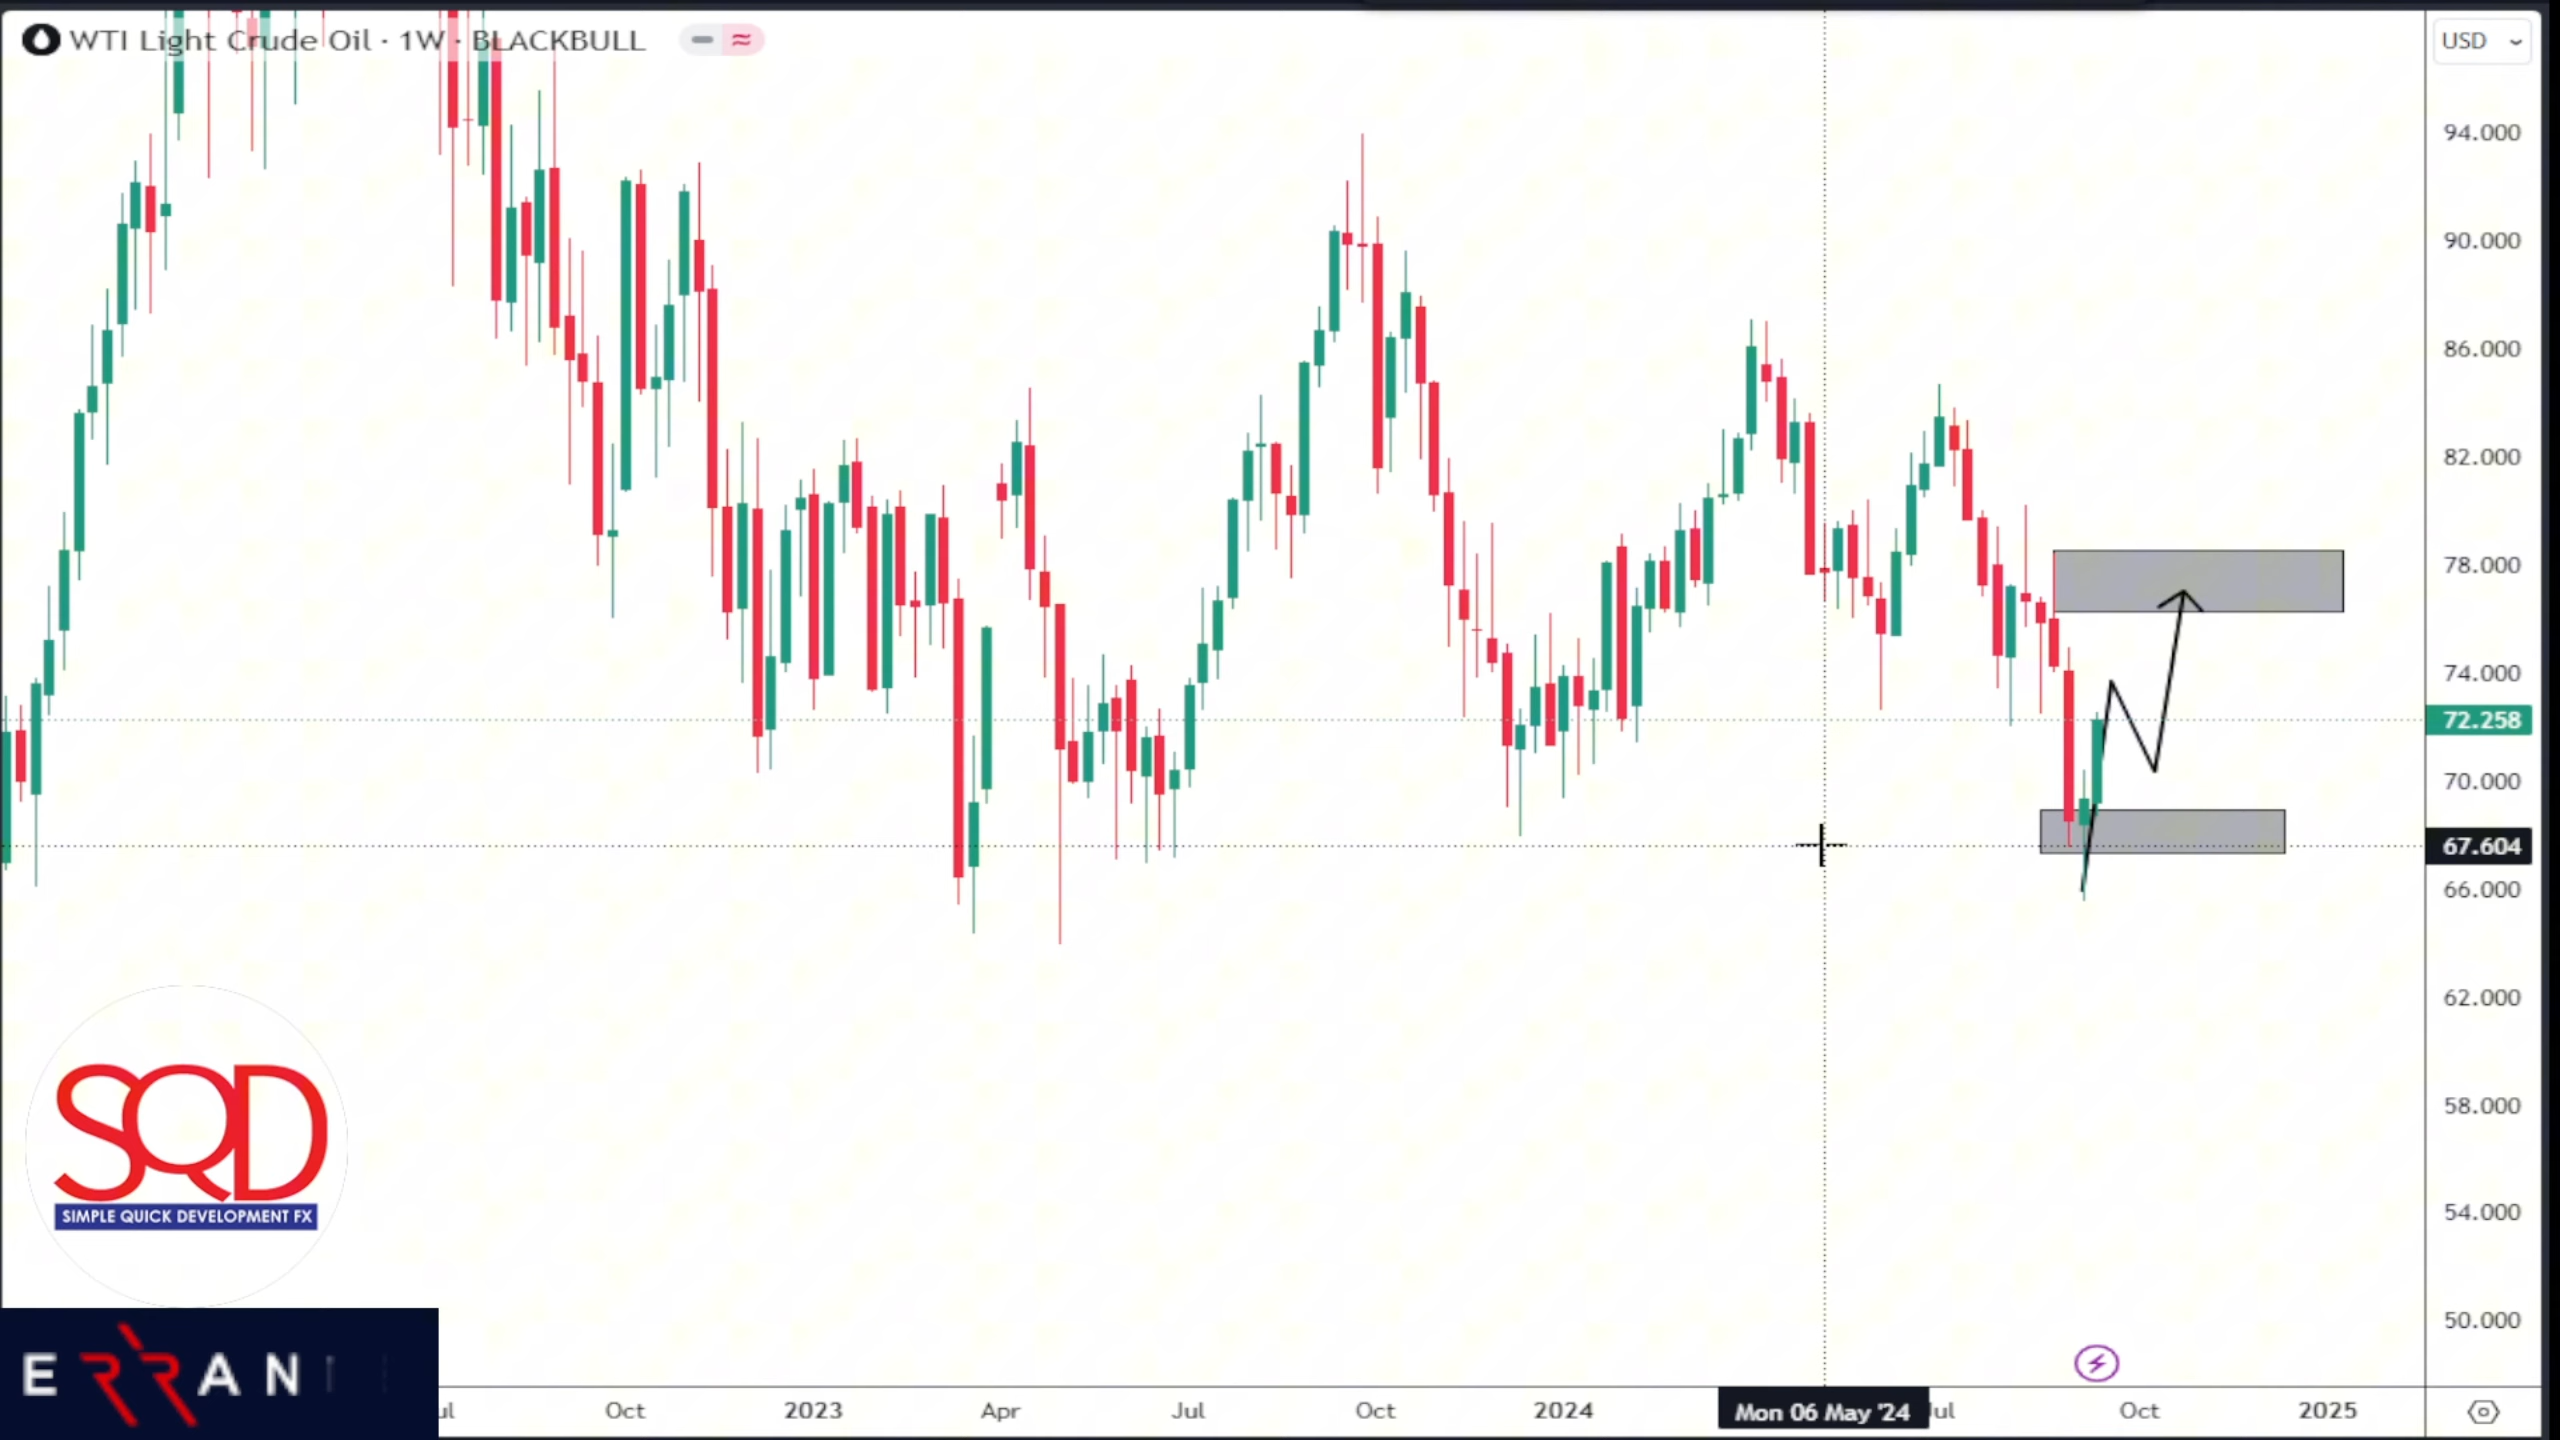 WTI Light Crude Oil · 1W · BLACKBULL
USD
94.000
90.000
86.000
82.000
78.000
74.000
72.258
70.000
67.604
66.000
62.000
58.000
54.000
50.000
SQD
SIMPLE QUICK DEVELOPMENT FX
ERRAN
Oct 2023 Apr Jul Oct 2024 Mon 06 May '24 Jul Oct 2025